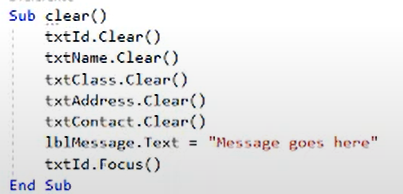 Sub clear()
txtId.Clear()
txtName.Clear()
txtClass.Clear()
txtAddress.Clear()
txtContact.Clear()
lblMessage.Text = "Message goes here"
txtId.Focus()
End Sub